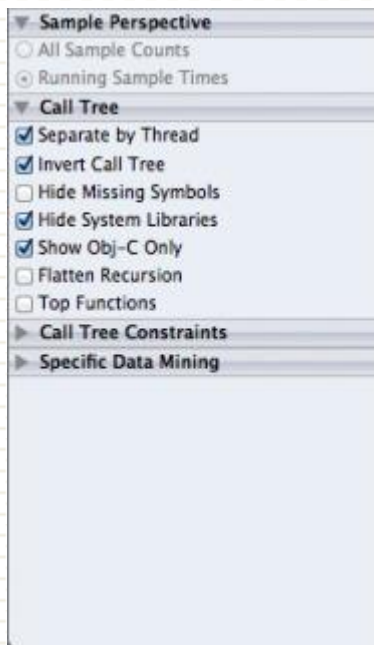 Sample Perspective
All Sample Counts
Running Sample Times
Call Tree
Separate by Thread
Invert Call Tree
Hide Missing Symbols
Hide System Libraries
Show Obj-C Only
Flatten Recursion
Top Functions
Call Tree Constraints
Specific Data Mining